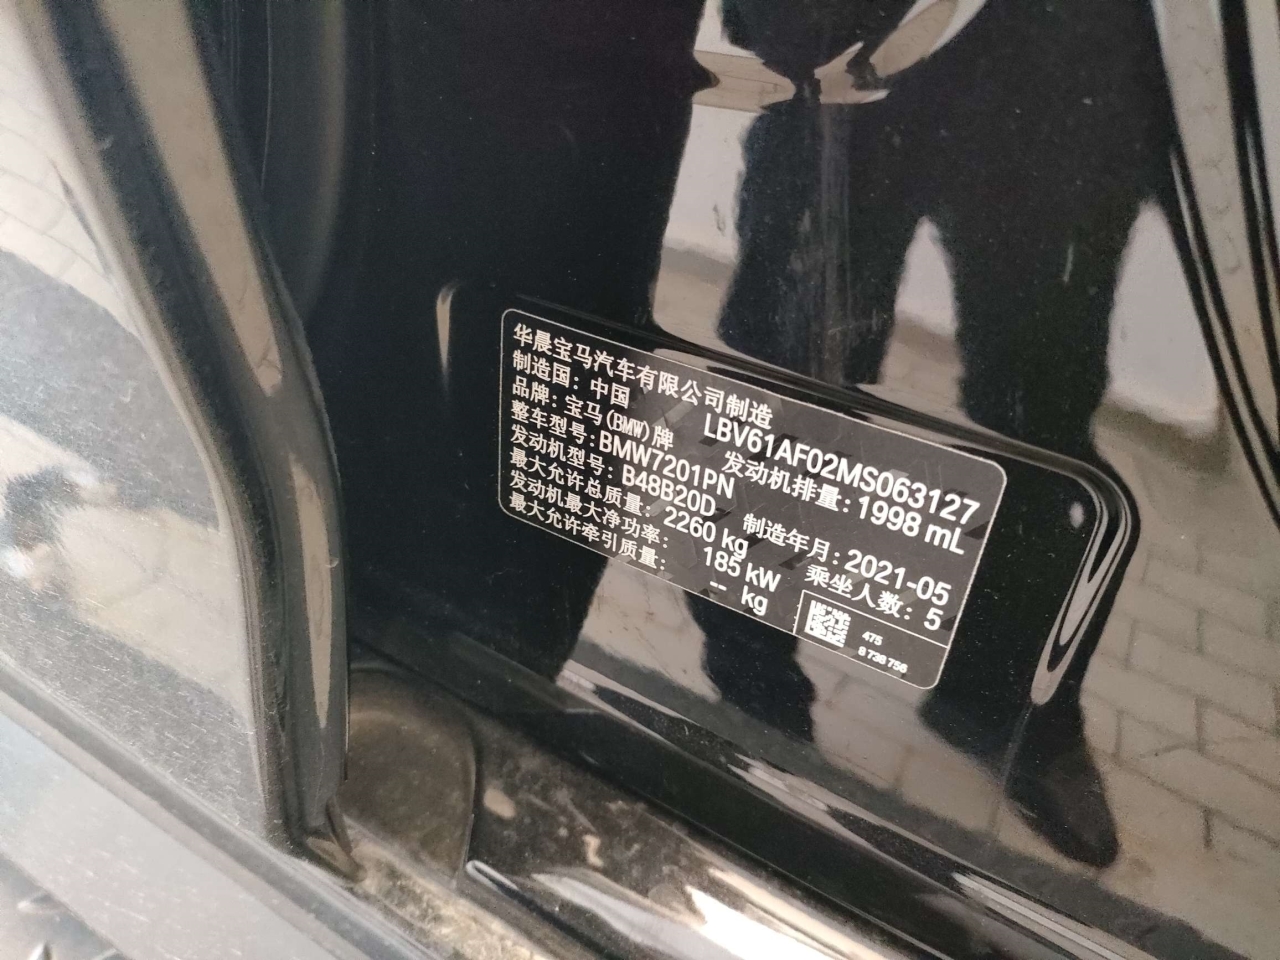 华晨宝马汽车有限公司制造
制造国：中国 LBV61AF02MS063127
品牌：宝马(BMW)牌 发动机排量：1998 mL
整车型号：BMW7201PN
发动机型号：B48B20D 制造年月：2021-05
最大允许总质量：2260 kg 乘坐人数：5
发动机最大净功率：185 kW
最大允许牵引质量：-- kg
475
8 738 758